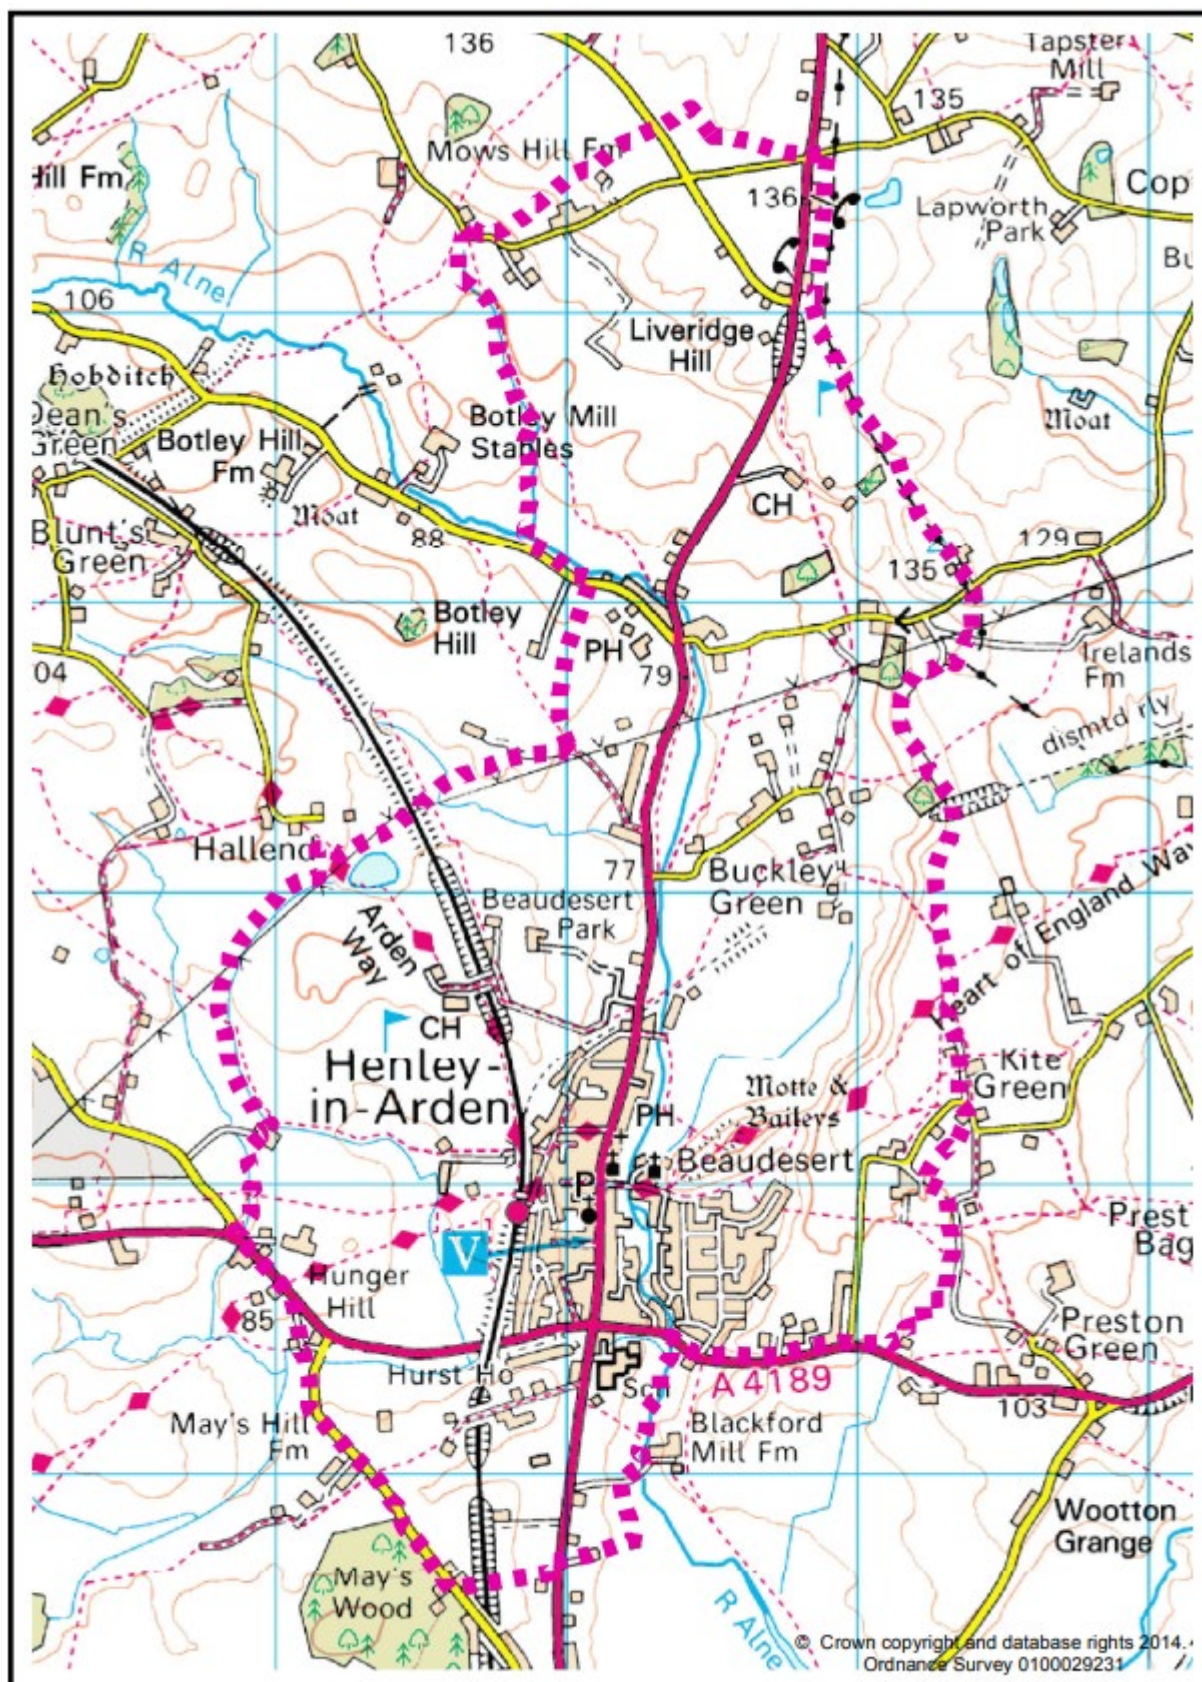 136
Tapster
Mill
135
Mows Hill Fm
Hill Fm
Cop
136
Lapworth
Park
R Alne
Bu
106
Liveridge
Hill
Hobditch
Dean's
Green
Botley Mill
Stables
Moat
Botley Hill
Fm
CH
Moat
Blunt's
Green
88
129
135
Botley
Hill
PH
Irelands
Fm
04
79
dismtd rly
Hallend
77
Buckley
Green
Beaudesert
Park
Arden
Way
Heart of England Way
CH
Henley-
in-Arden
Kite
Green
Motte &
Baileys
PH
Beaudesert
P
Prest
Bag
V
Hunger
Hill
85
Preston
Green
Hurst Ho
Sch
A 4189
103
May's Hill
Fm
Blackford
Mill Fm
Wootton
Grange
May's
Wood
R Alne
© Crown copyright and database rights 2014.
Ordnance Survey 0100029231